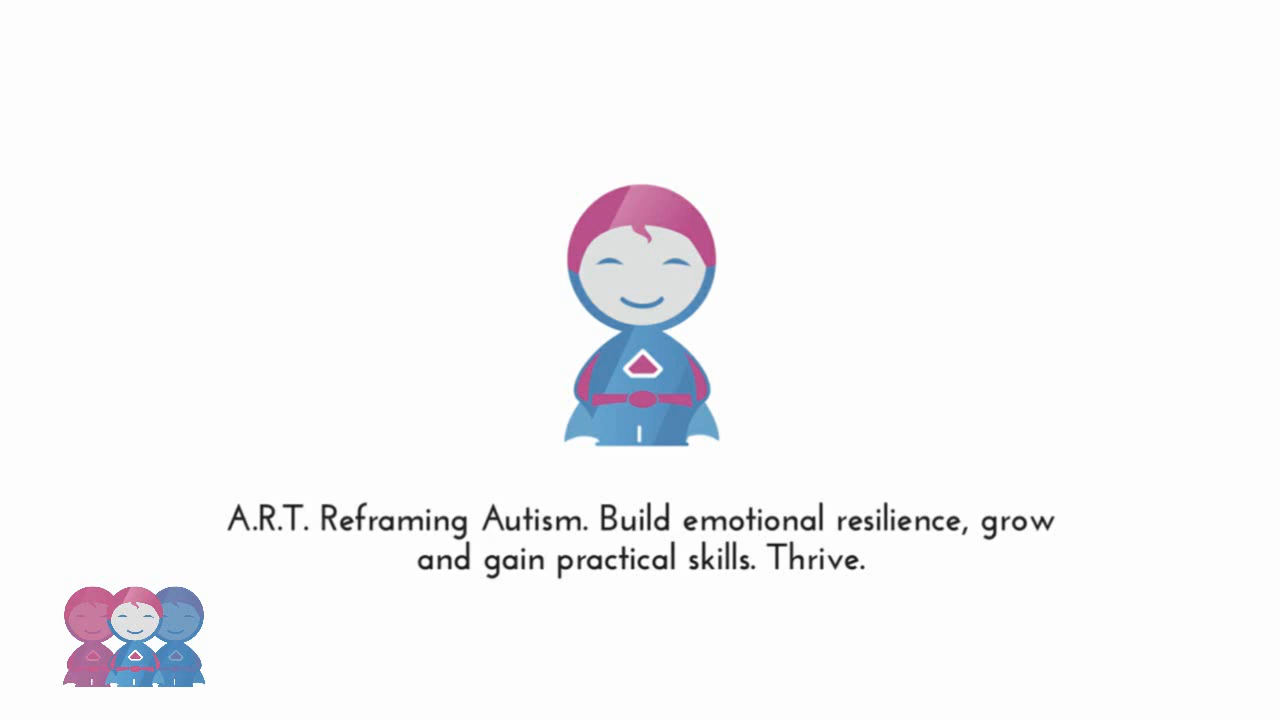 A.R.T. Reframing Autism. Build emotional resilience, grow
and gain practical skills. Thrive.